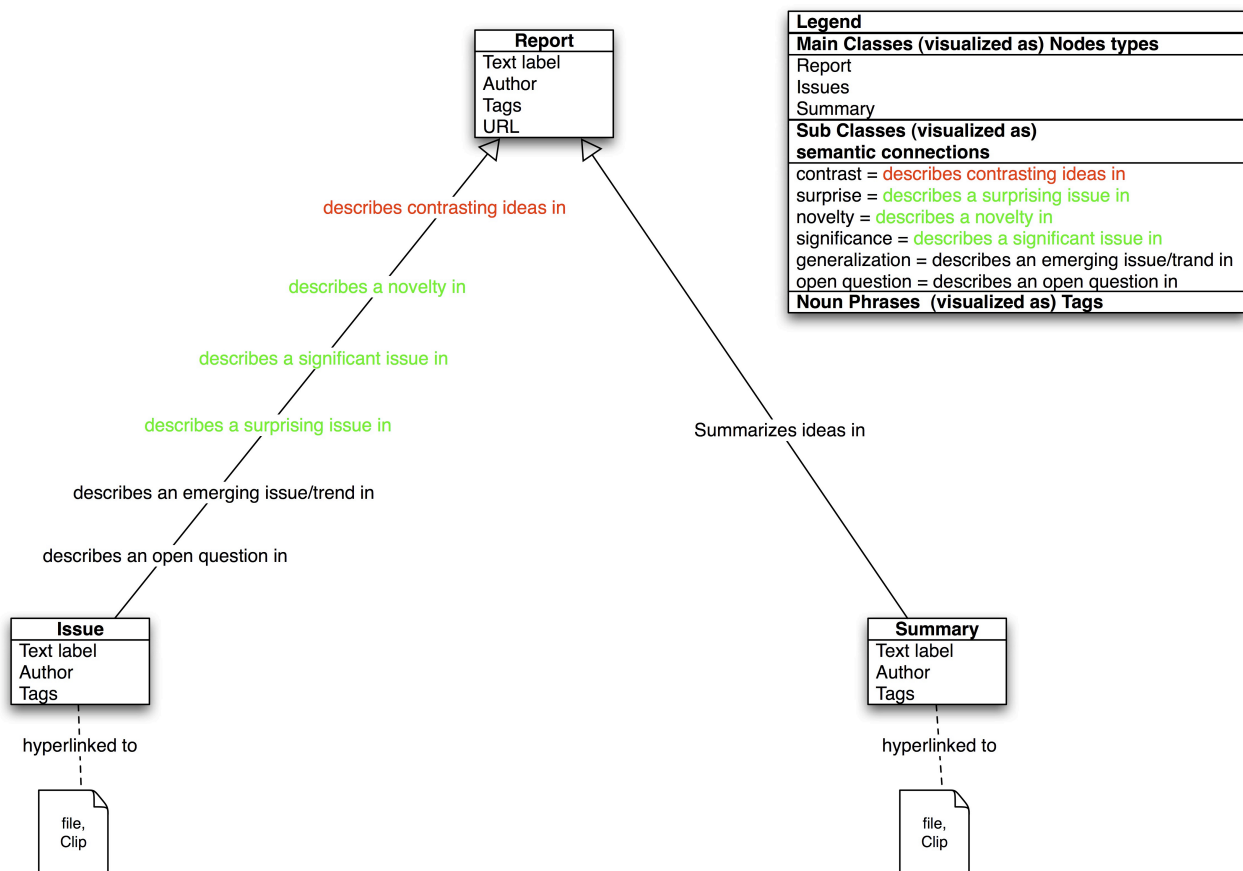 Report
Text label
Author
Tags
URL
Legend
Main Classes (visualized as) Nodes types
Report
Issues
Summary
Sub Classes (visualized as)
semantic connections
contrast = describes contrasting ideas in
surprise = describes a surprising issue in
novelty = describes a novelty in
significance = describes a significant issue in
generalization = describes an emerging issue/trand in
open question = describes an open question in
Noun Phrases (visualized as) Tags
describes contrasting ideas in
describes a novelty in
describes a significant issue in
describes a surprising issue in
describes an emerging issue/trend in
describes an open question in
Summarizes ideas in
Issue
Text label
Author
Tags
hyperlinked to
file,
Clip
Summary
Text label
Author
Tags
hyperlinked to
file,
Clip